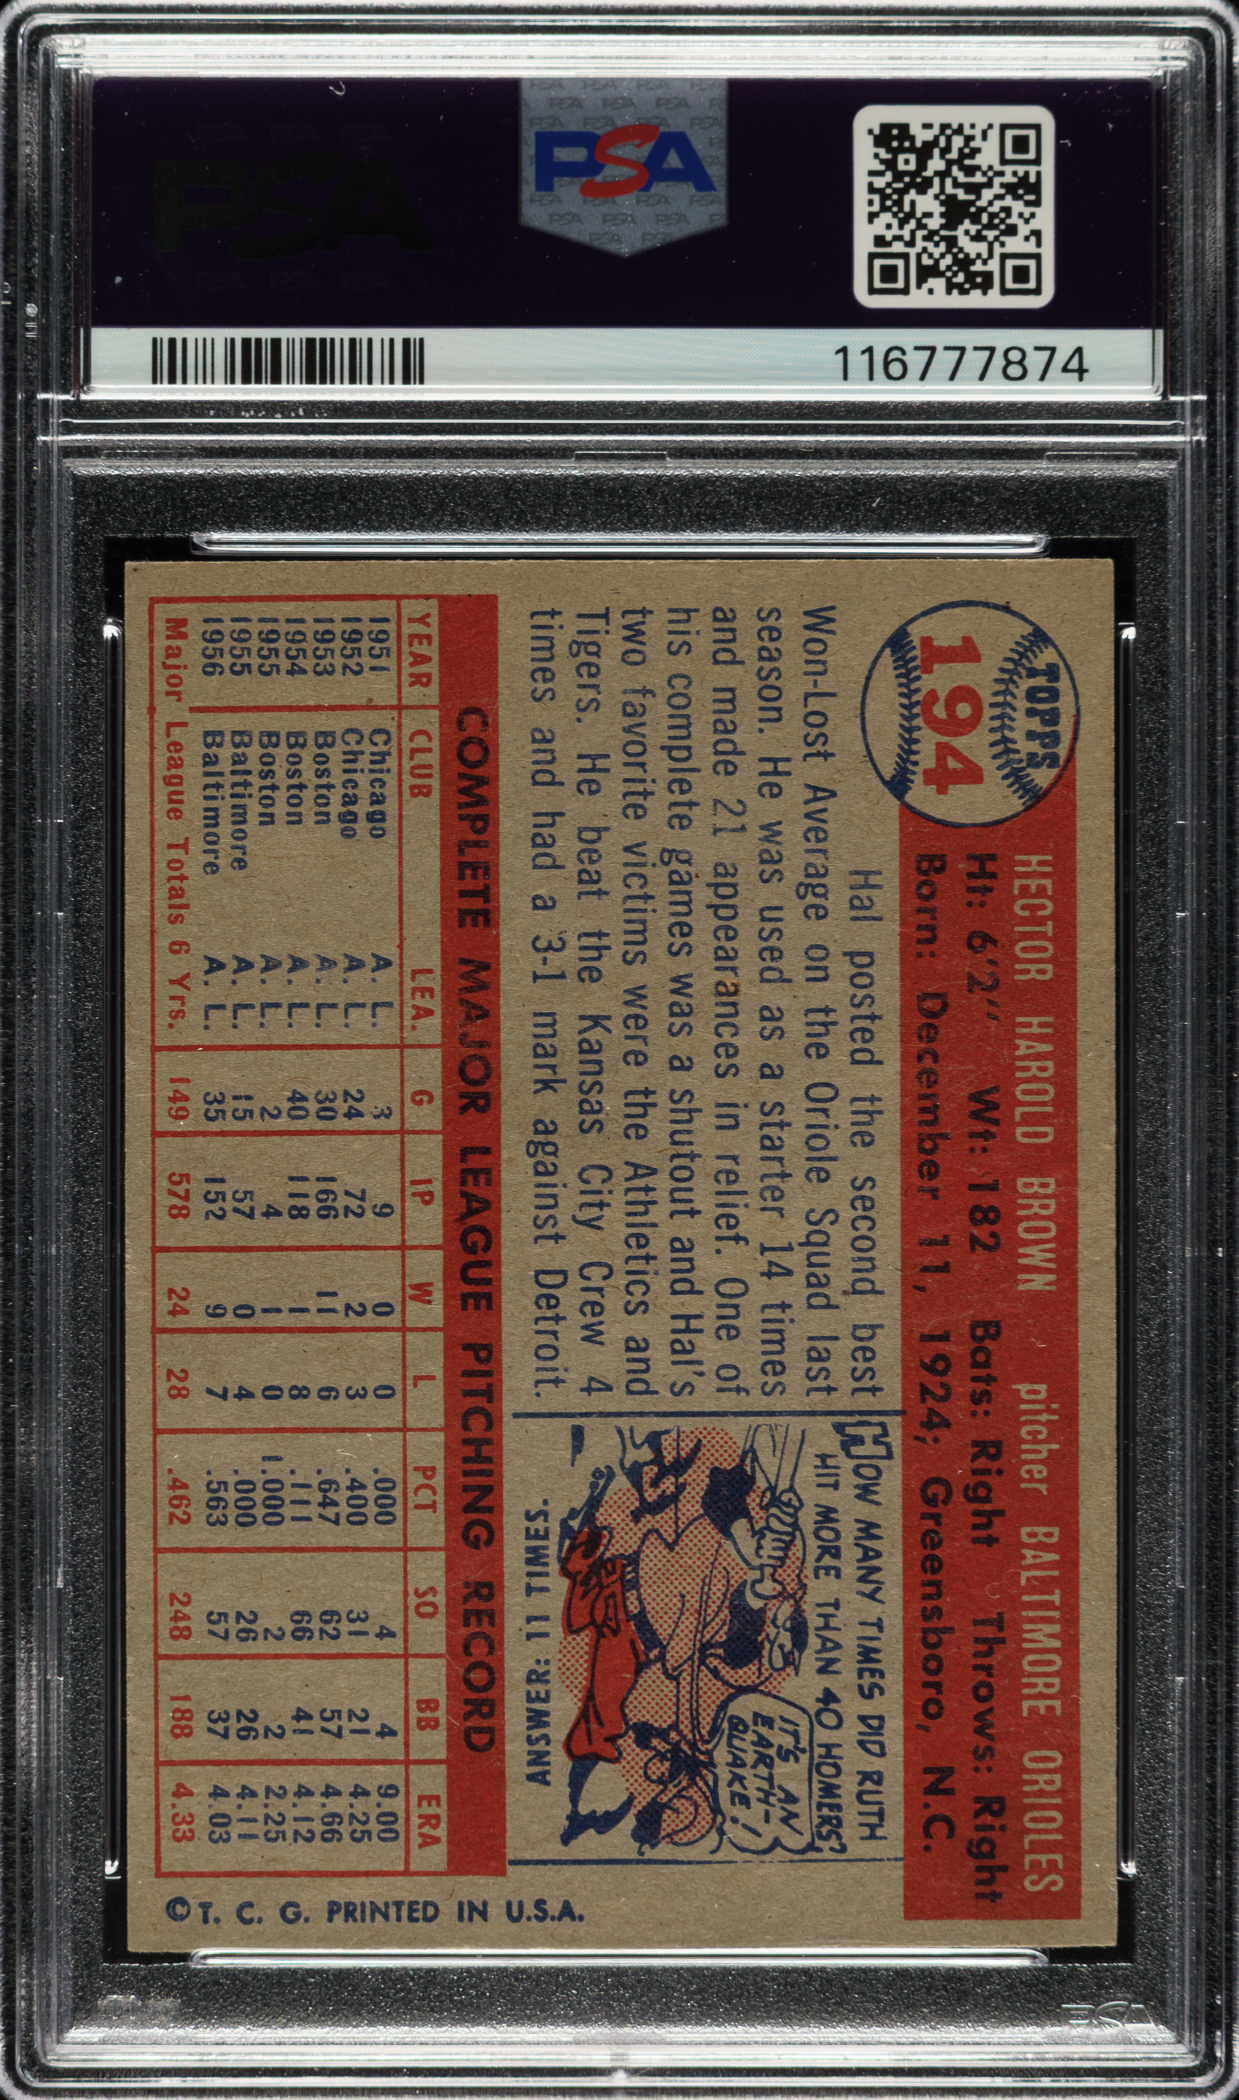 PSA
116777874
TOPPS
194
HECTOR HAROLD BROWN pitcher BALTIMORE ORIOLES
Ht: 6'2" Wt: 182 Bats: Right Throws: Right
Born: December 11, 1924; Greensboro, N.C.
Hal posted the second best
Won-Lost Average on the Oriole Squad last
season. He was used as a starter 14 times
and made 21 appearances in relief. One of
his complete games was a shutout and Hal's
two favorite victims were the Athletics and
Tigers. He beat the Kansas City Crew 4
times and had a 3-1 mark against Detroit.
HOW MANY TIMES DID RUTH
HIT MORE THAN 40 HOMERS?
IT'S AN
EARTH-
QUAKE!
ANSWER: 11 TIMES.
COMPLETE MAJOR LEAGUE PITCHING RECORD
YEAR CLUB LEA. G IP W L PCT SO BB ERA
1951 Chicago A. L. 3 9 0 0 .000 4 4 9.00
1952 Chicago A. L. 24 72 2 3 .400 31 21 4.25
1953 Boston A. L. 30 166 11 6 .647 62 57 4.66
1954 Boston A. L. 40 118 1 8 .111 66 41 4.12
1955 Boston A. L. 2 4 1 0 1.000 2 2 2.25
1955 Baltimore A. L. 15 57 0 4 .000 26 26 4.11
1956 Baltimore A. L. 35 152 9 7 .563 57 37 4.03
Major League Totals 6 Yrs. 149 578 24 28 .462 248 188 4.33
© T. C. G. PRINTED IN U.S.A.
PSA